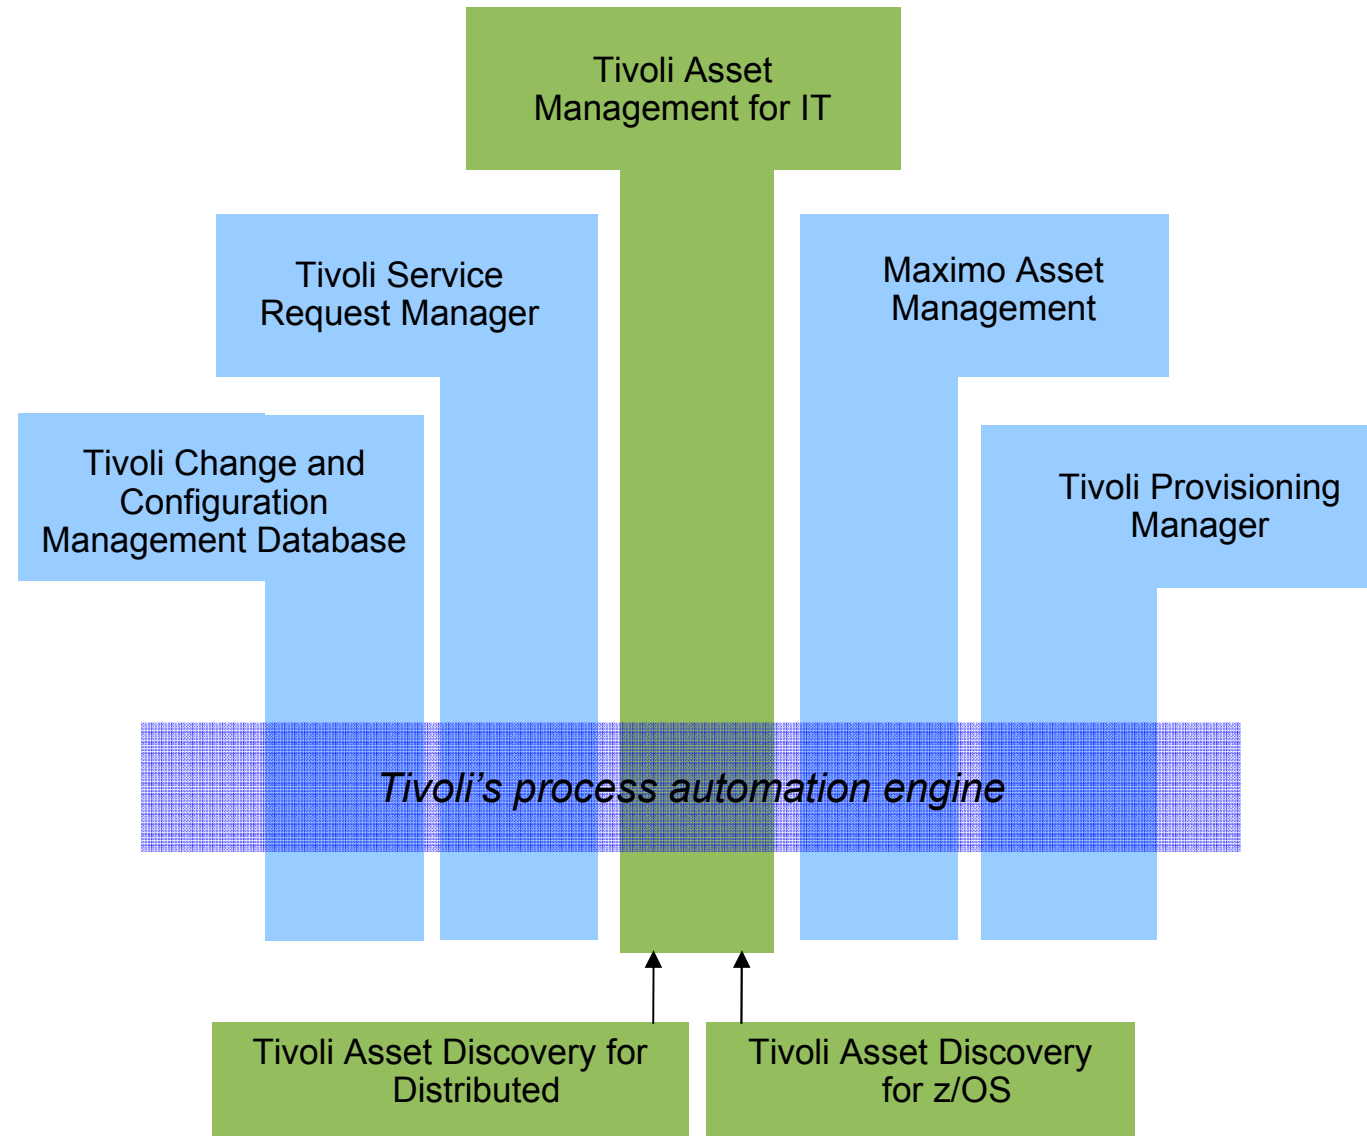 Tivoli Asset
Management for IT
Tivoli Service
Request Manager
Maximo Asset
Management
Tivoli Change and
Configuration
Management Database
Tivoli Provisioning
Manager
Tivoli’s process automation engine
Tivoli Asset Discovery for
Distributed
Tivoli Asset Discovery
for z/OS